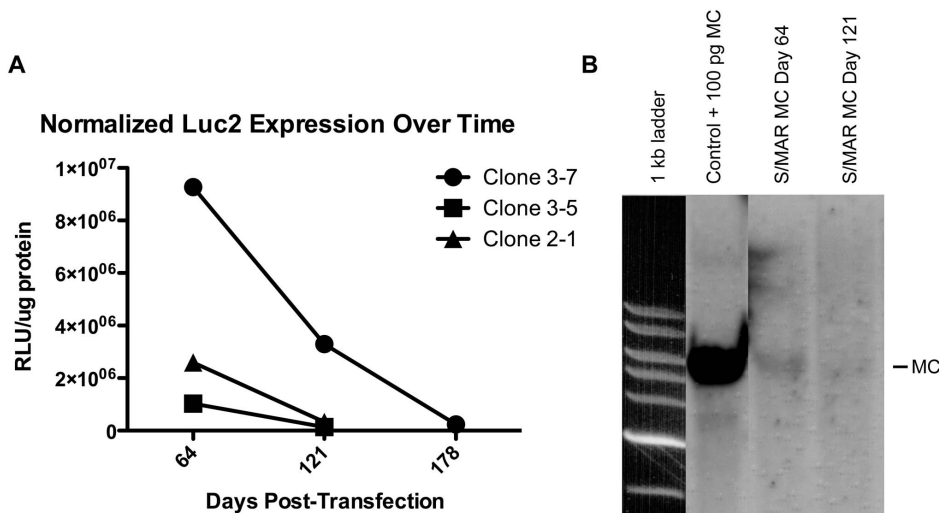 A
Normalized Luc2 Expression Over Time
RLU/ug protein
1×10⁰⁷
8×10⁰⁶
6×10⁰⁶
4×10⁰⁶
2×10⁰⁶
0
64
121
178
Days Post-Transfection
Clone 3-7
Clone 3-5
Clone 2-1
B
1 kb ladder
Control + 100 pg MC
S/MAR MC Day 64
S/MAR MC Day 121
MC